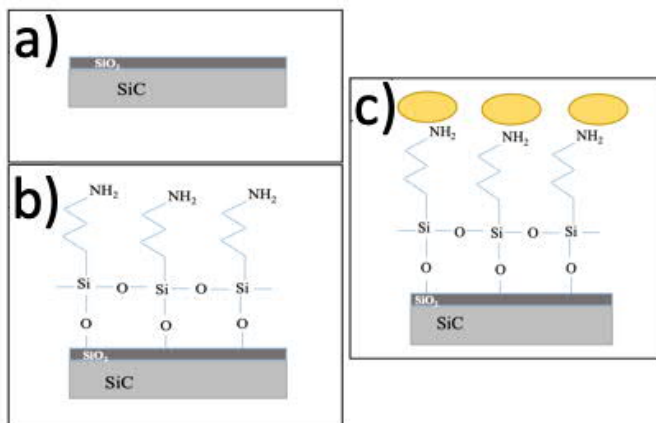 a)
SiO₂
SiC
b)
NH₂ NH₂ NH₂
Si O Si O Si
O O O
SiO₂
SiC
c)
NH₂ NH₂ NH₂
Si O Si O Si
O O O
SiO₂
SiC